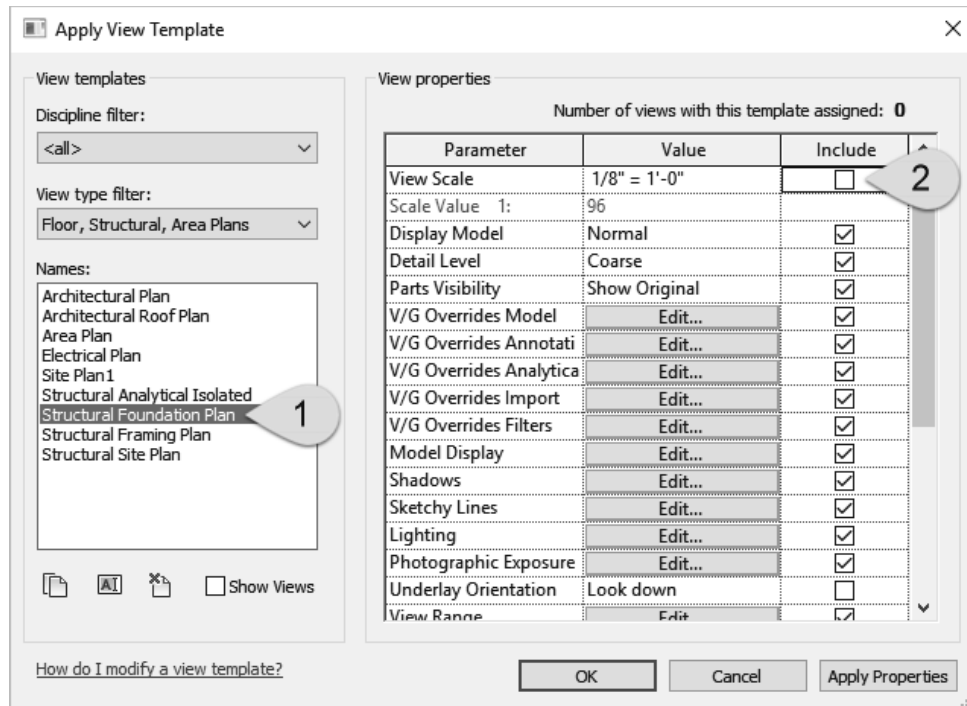 Apply View Template
View templates
Discipline filter:
<all>
View type filter:
Floor, Structural, Area Plans
Names:
Architectural Plan
Architectural Roof Plan
Area Plan
Electrical Plan
Site Plan1
Structural Analytical Isolated
Structural Foundation Plan
1
Structural Framing Plan
Structural Site Plan
AI
Show Views
How do I modify a view template?
View properties
Number of views with this template assigned: 0
Parameter Value Include
View Scale 1/8" = 1'-0"
2
Scale Value 1: 96
Display Model Normal
Detail Level Coarse
Parts Visibility Show Original
V/G Overrides Model Edit...
V/G Overrides Annotati Edit...
V/G Overrides Analytica Edit...
V/G Overrides Import Edit...
V/G Overrides Filters Edit...
Model Display Edit...
Shadows Edit...
Sketchy Lines Edit...
Lighting Edit...
Photographic Exposure Edit...
Underlay Orientation Look down
View Range Edit
OK Cancel Apply Properties